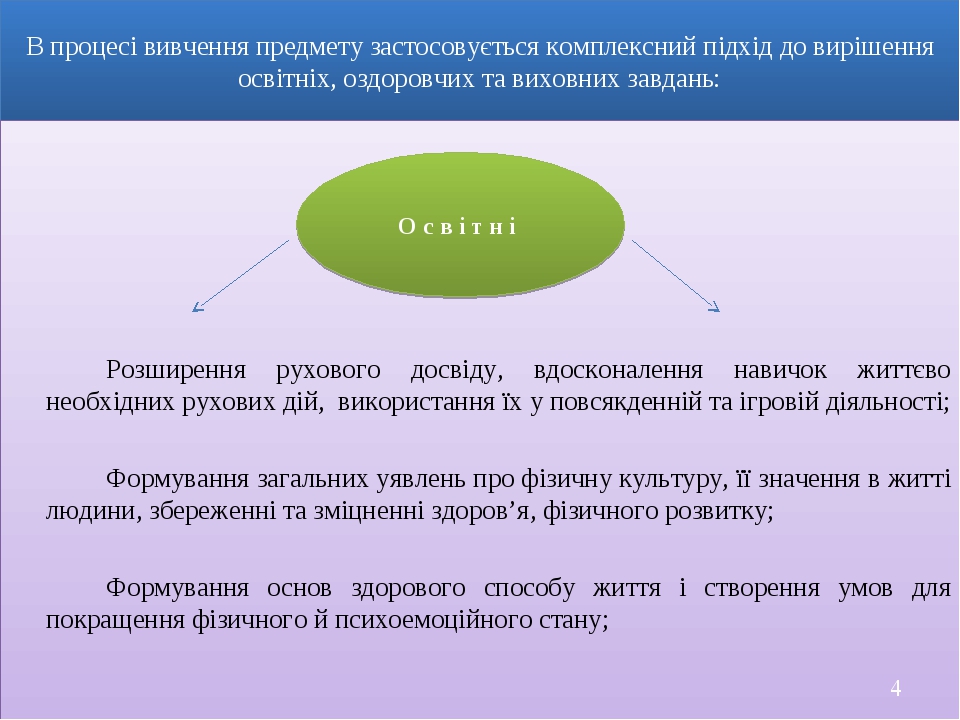 В процесі вивчення предмету застосовується комплексний підхід до вирішення
освітніх, оздоровчих та виховних завдань:
О с в і т н і
Розширення рухового досвіду, вдосконалення навичок життєво
необхідних рухових дій, використання їх у повсякденній та ігровій діяльності;
Формування загальних уявлень про фізичну культуру, її значення в житті
людини, збереженні та зміцненні здоров’я, фізичного розвитку;
Формування основ здорового способу життя і створення умов для
покращення фізичного й психоемоційного стану;
4